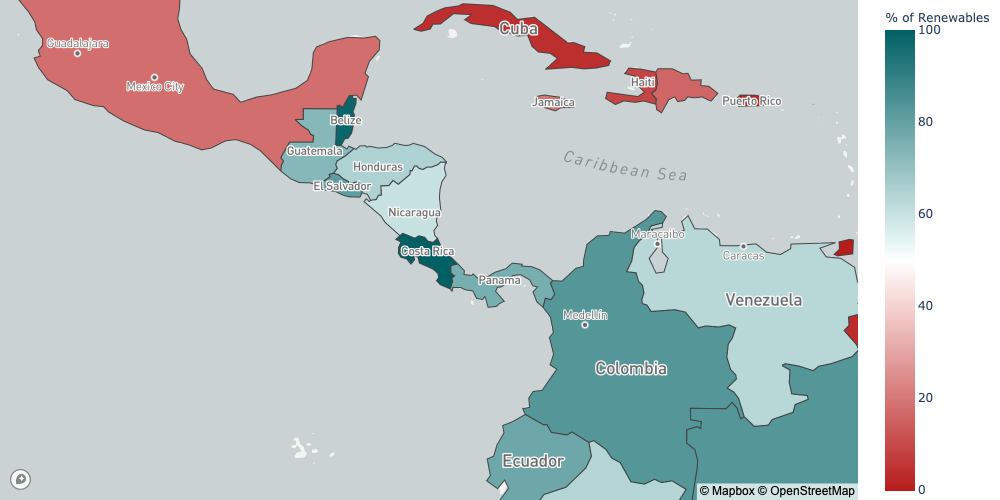 % of Renewables
100
80
60
40
20
0
Cuba
Guadalajara
Mexico City
Haiti
Jamaica
Puerto Rico
Belize
Guatemala
Honduras
El Salvador
Caribbean Sea
Nicaragua
Costa Rica
Panama
Maracaibo
Caracas
Venezuela
Medellín
Colombia
Ecuador
© Mapbox © OpenStreetMap